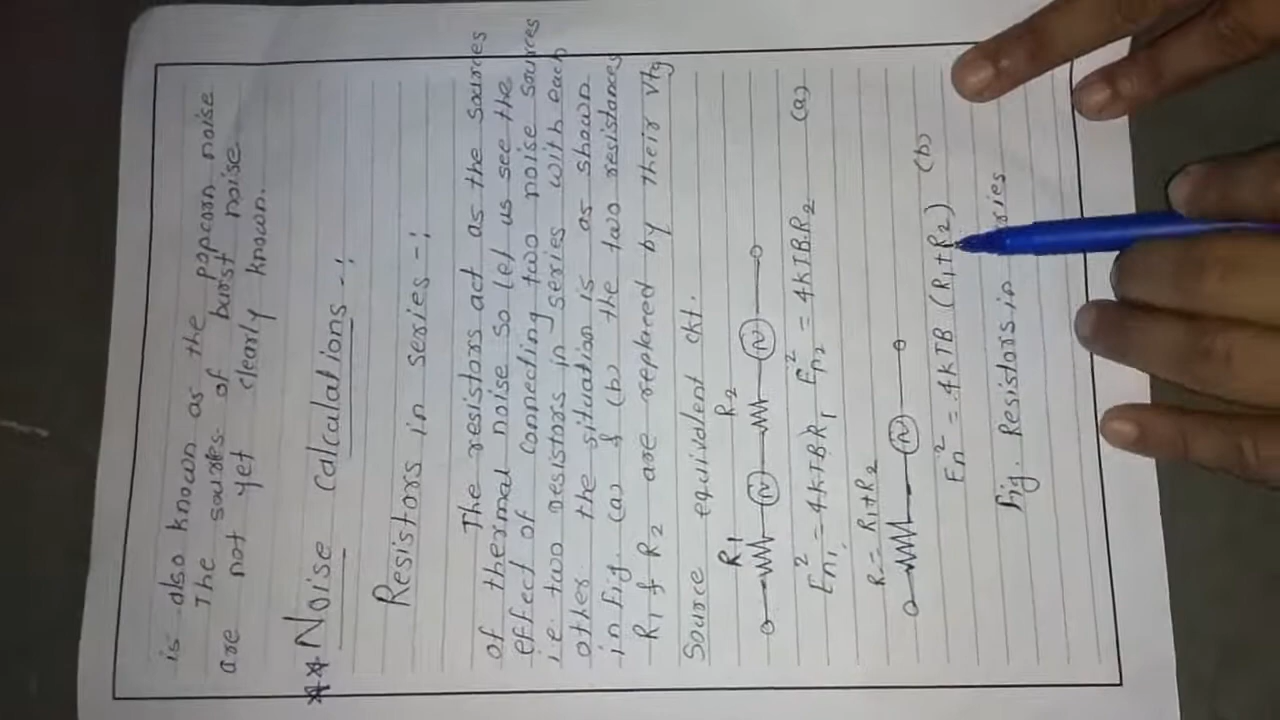 is also known as the popcorn noise
The sources of burst noise
are not yet clearly known.
** Noise calculations -:
Resistors in series -:
The resistors act as the sources
of thermal noise so let us see the
effect of connecting two noise sources
i.e. two resistors in series with each
other the situation is as shown
in fig. (a) & (b) the two resistances
R1 & R2 are replaced by their Vtg
Source equivalent ckt.
R1 R2
En1² = 4KTB R1 En2² = 4KTB.R2 (a)
R = R1+R2
En² = 4KTB (R1+R2) (b)
fig. Resistors in